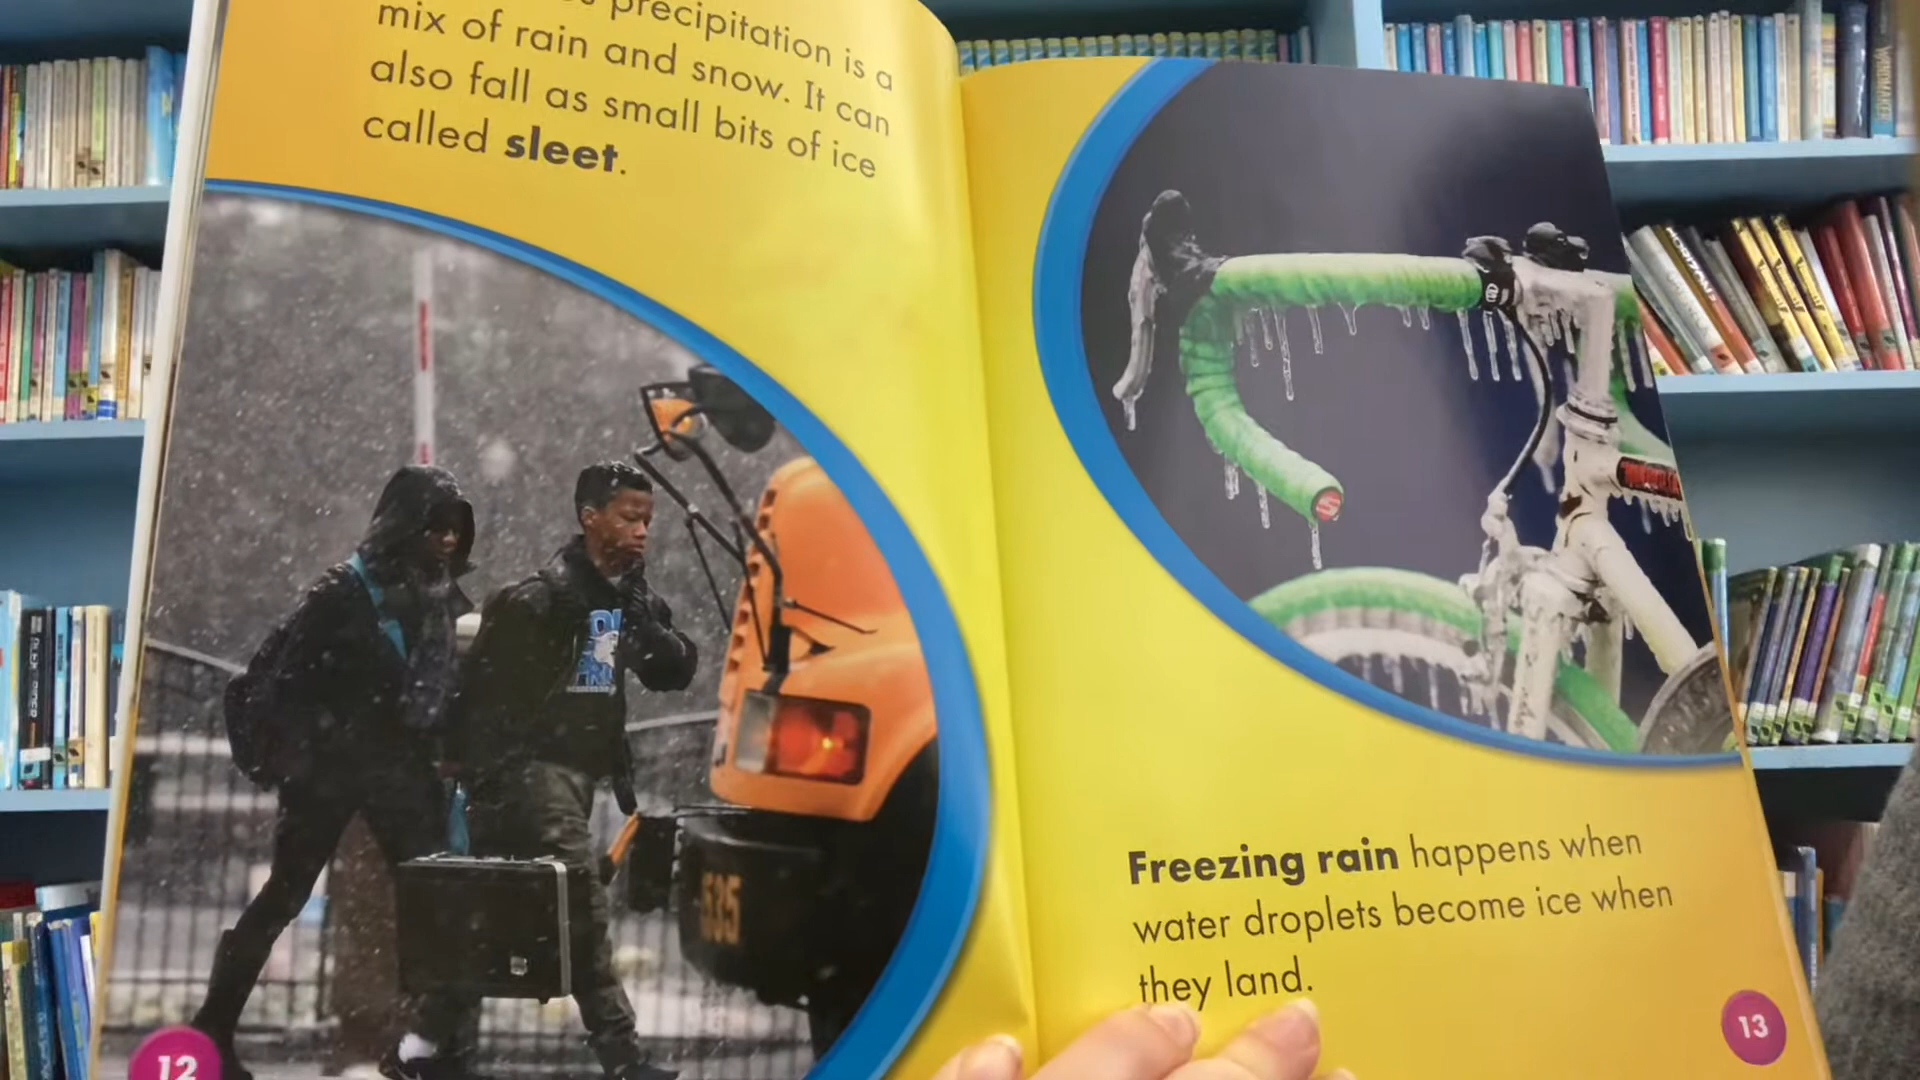 precipitation is a
mix of rain and snow. It can
also fall as small bits of ice
called sleet.
12
535
Freezing rain happens when
water droplets become ice when
they land.
13